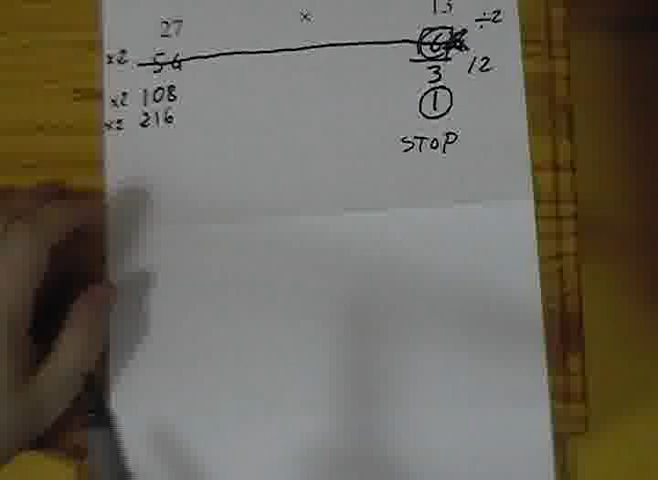 27 × 13 ÷2
×2 54 6
3 12
×2 108 1
×2 216
STOP